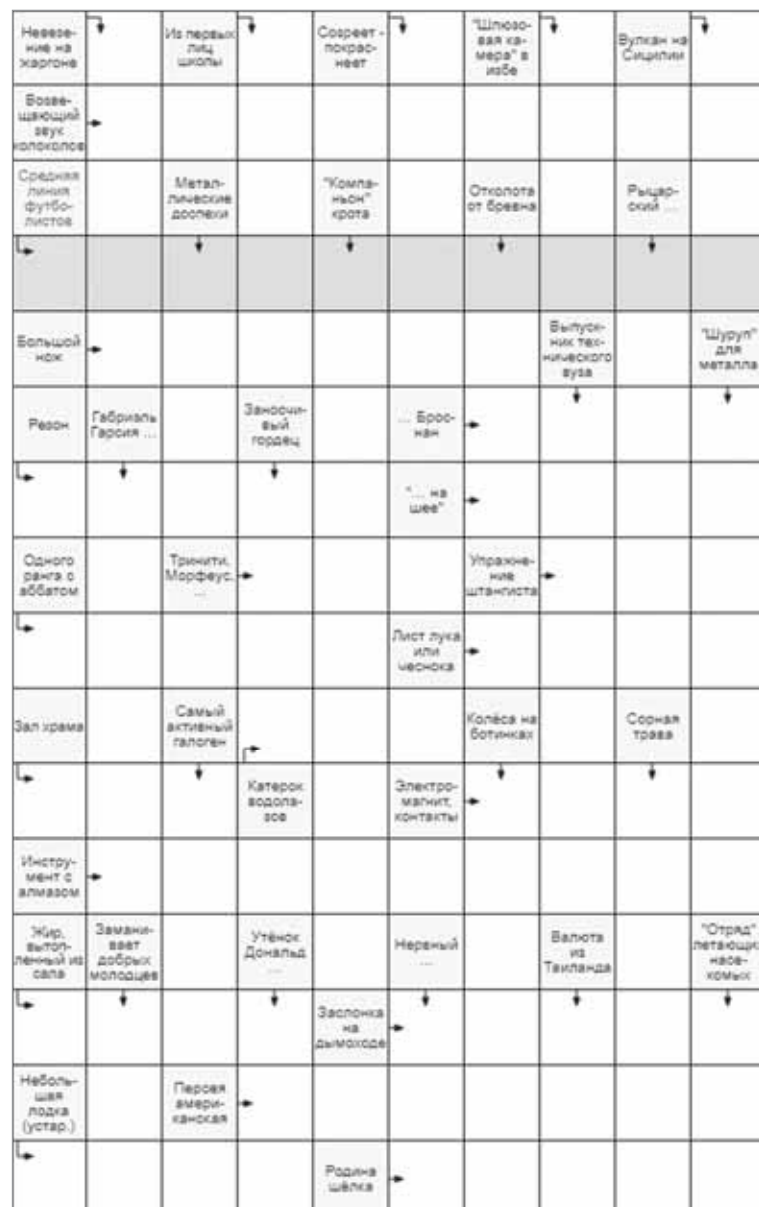 Невезе-
ние на
жаргоне
Из первых
лиц
школы
Созреет -
покрас-
неет
"Шлюзо-
вая ка-
мера" в
избе
Вулкан на
Сицилии
Возве-
щающий
звук
колоколов
Средняя
линия
футбо-
листов
Метал-
лические
доспехи
"Компа-
ньон"
крота
Отколота
от бревна
Рыцар-
ский ...
Большой
нож
Выпуск-
ник тех-
нического
вуза
"Шуруп"
для
металла
Резон
Габриэль
Гарсия ...
Заносчи-
вый
гордец
... Брос-
нан
"... на
шее"
Одного
ранга с
аббатом
Тринити,
Морфеус,
...
Упражне-
ние
штангиста
Лист лука
или
чеснока
Зал храма
Самый
активный
галоген
Колёса на
ботинках
Сорная
трава
Катерок
водола-
зов
Электро-
магнит,
контакты
Инстру-
мент с
алмазом
Жир,
вытоп-
ленный из
сала
Замани-
вает
добрых
молодцев
Утёнок
Дональд
...
Нервный
...
Валюта
из
Таиланда
"Отряд"
летающих
насе-
комых
Заслонка
на
дымоходе
Неболь-
шая
лодка
(устар.)
Первая
амери-
канская
Родина
шёлка